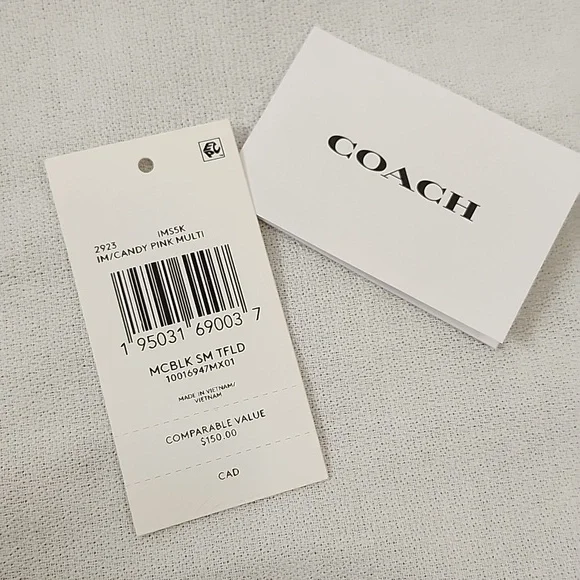 2923 IMS5K
IM/CANDY PINK MULTI
1 95031 69003 7
MCBLK SM TFLD
10016947MX01
MADE IN VIETNAM/
VIETNAM
COMPARABLE VALUE
$150.00
CAD
COACH